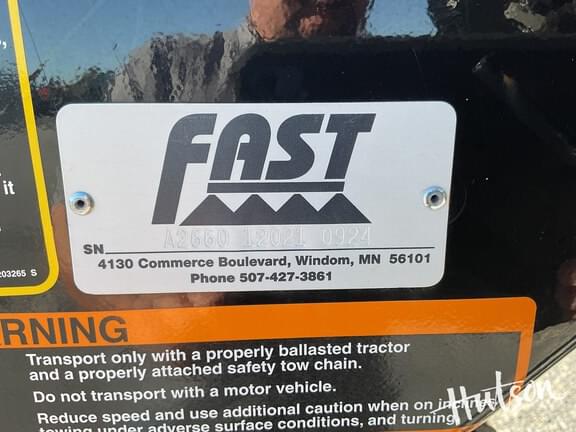 it
203265 S
FAST
SN A2660 12021 0924
4130 Commerce Boulevard, Windom, MN 56101
Phone 507-427-3861
RNING
Transport only with a properly ballasted tractor
and a properly attached safety tow chain.
Do not transport with a motor vehicle.
Reduce speed and use additional caution when on inclines
towing under adverse surface conditions, and turning
Hutson